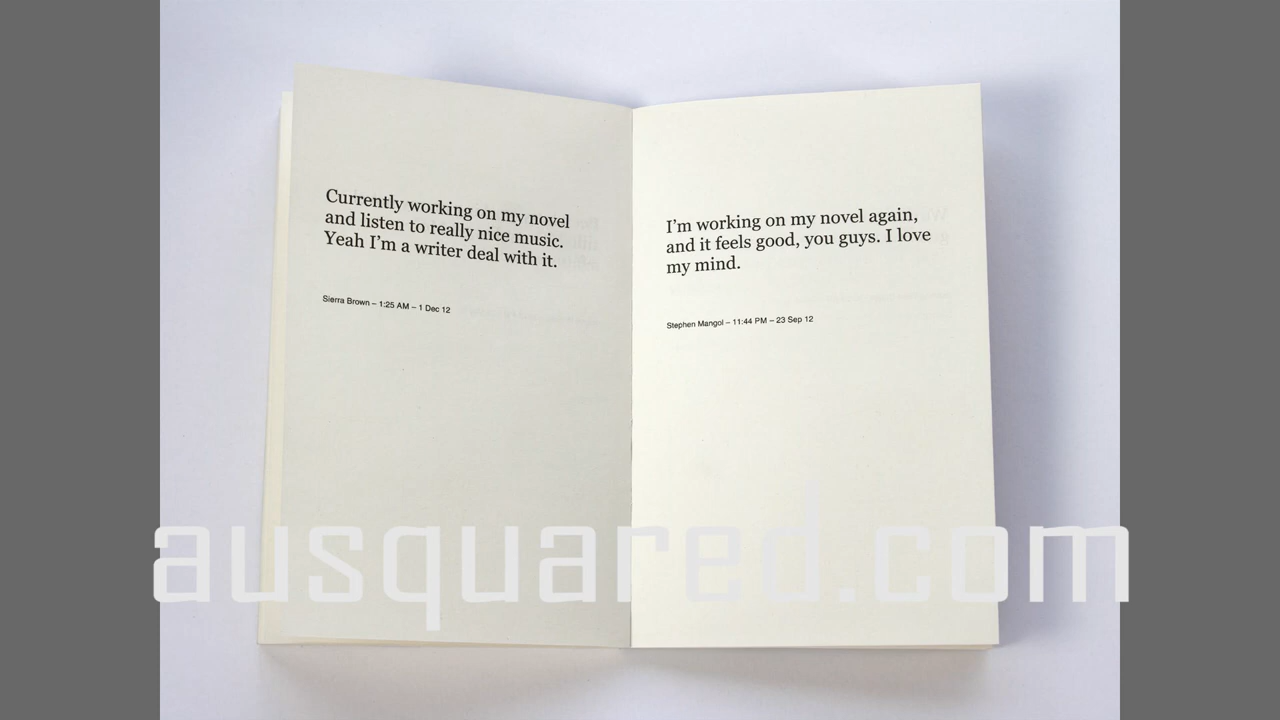 Currently working on my novel
and listen to really nice music.
Yeah I’m a writer deal with it.
Sierra Brown – 1:25 AM – 1 Dec 12
I’m working on my novel again,
and it feels good, you guys. I love
my mind.
Stephen Mangol – 11:44 PM – 23 Sep 12
ausquared.com